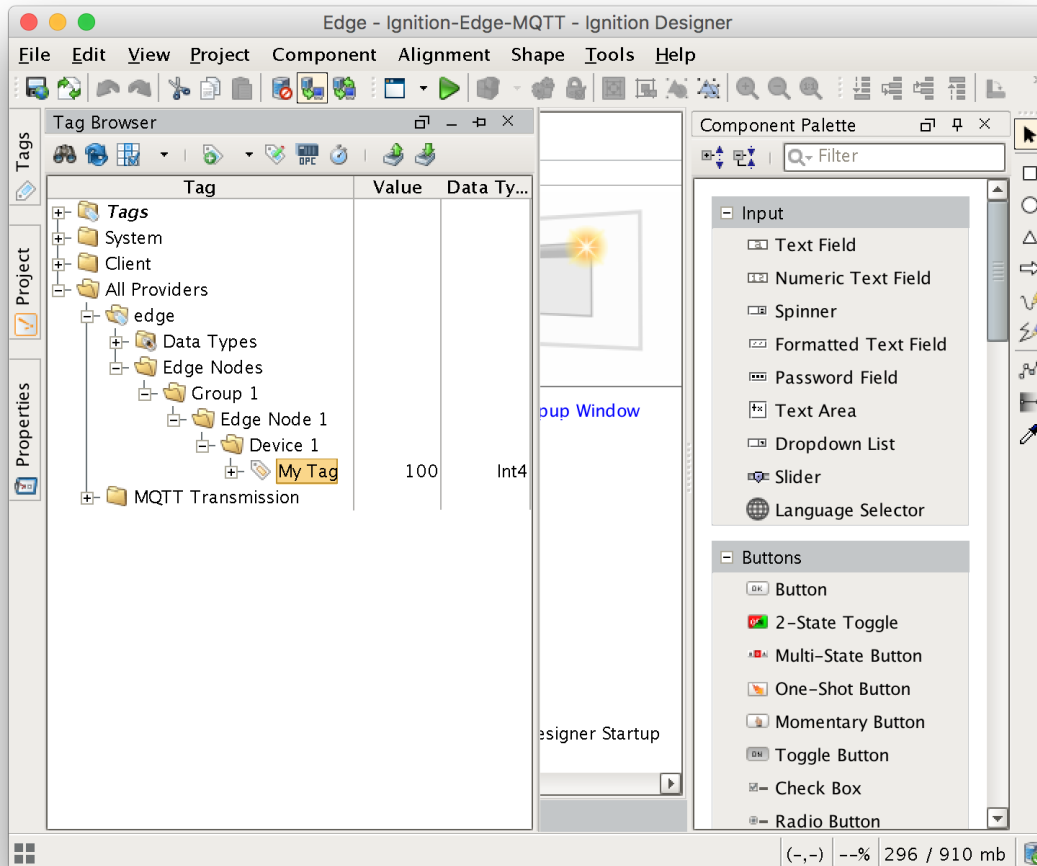 Edge - Ignition-Edge-MQTT - Ignition Designer
File Edit View Project Component Alignment Shape Tools Help
Tags
Project
Properties
Tag Browser
OPC
Tag Value Data Ty...
Tags
System
Client
All Providers
edge
Data Types
Edge Nodes
Group 1
Edge Node 1
Device 1
My Tag 100 Int4
MQTT Transmission
pup Window
esigner Startup
Component Palette
Filter
Input
Text Field
Numeric Text Field
Spinner
Formatted Text Field
Password Field
Text Area
Dropdown List
Slider
Language Selector
Buttons
OK Button
2-State Toggle
Multi-State Button
One-Shot Button
Momentary Button
ON Toggle Button
Check Box
Radio Button
(-,-) --% 296 / 910 mb